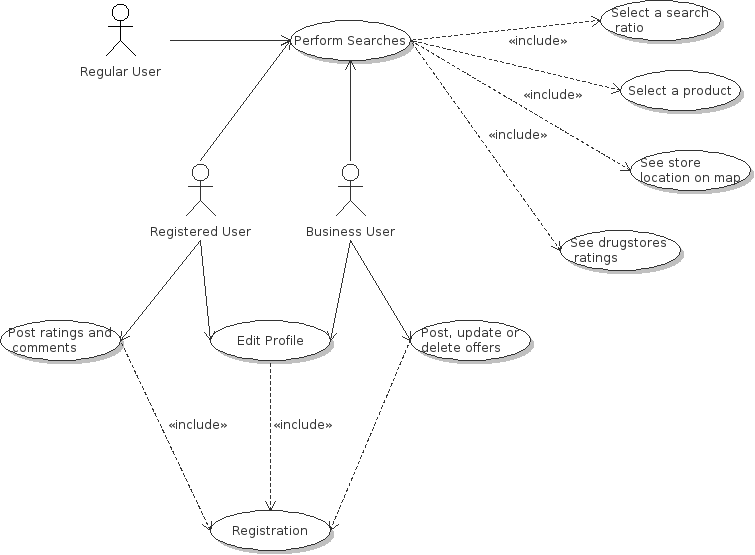 Select a search
ratio
Perform Searches
«include»
Regular User
Select a product
«include»
«include»
See store
location on map
Registered User
Business User
See drugstores
ratings
Post ratings and
comments
Edit Profile
Post, update or
delete offers
«include»
«include»
Registration